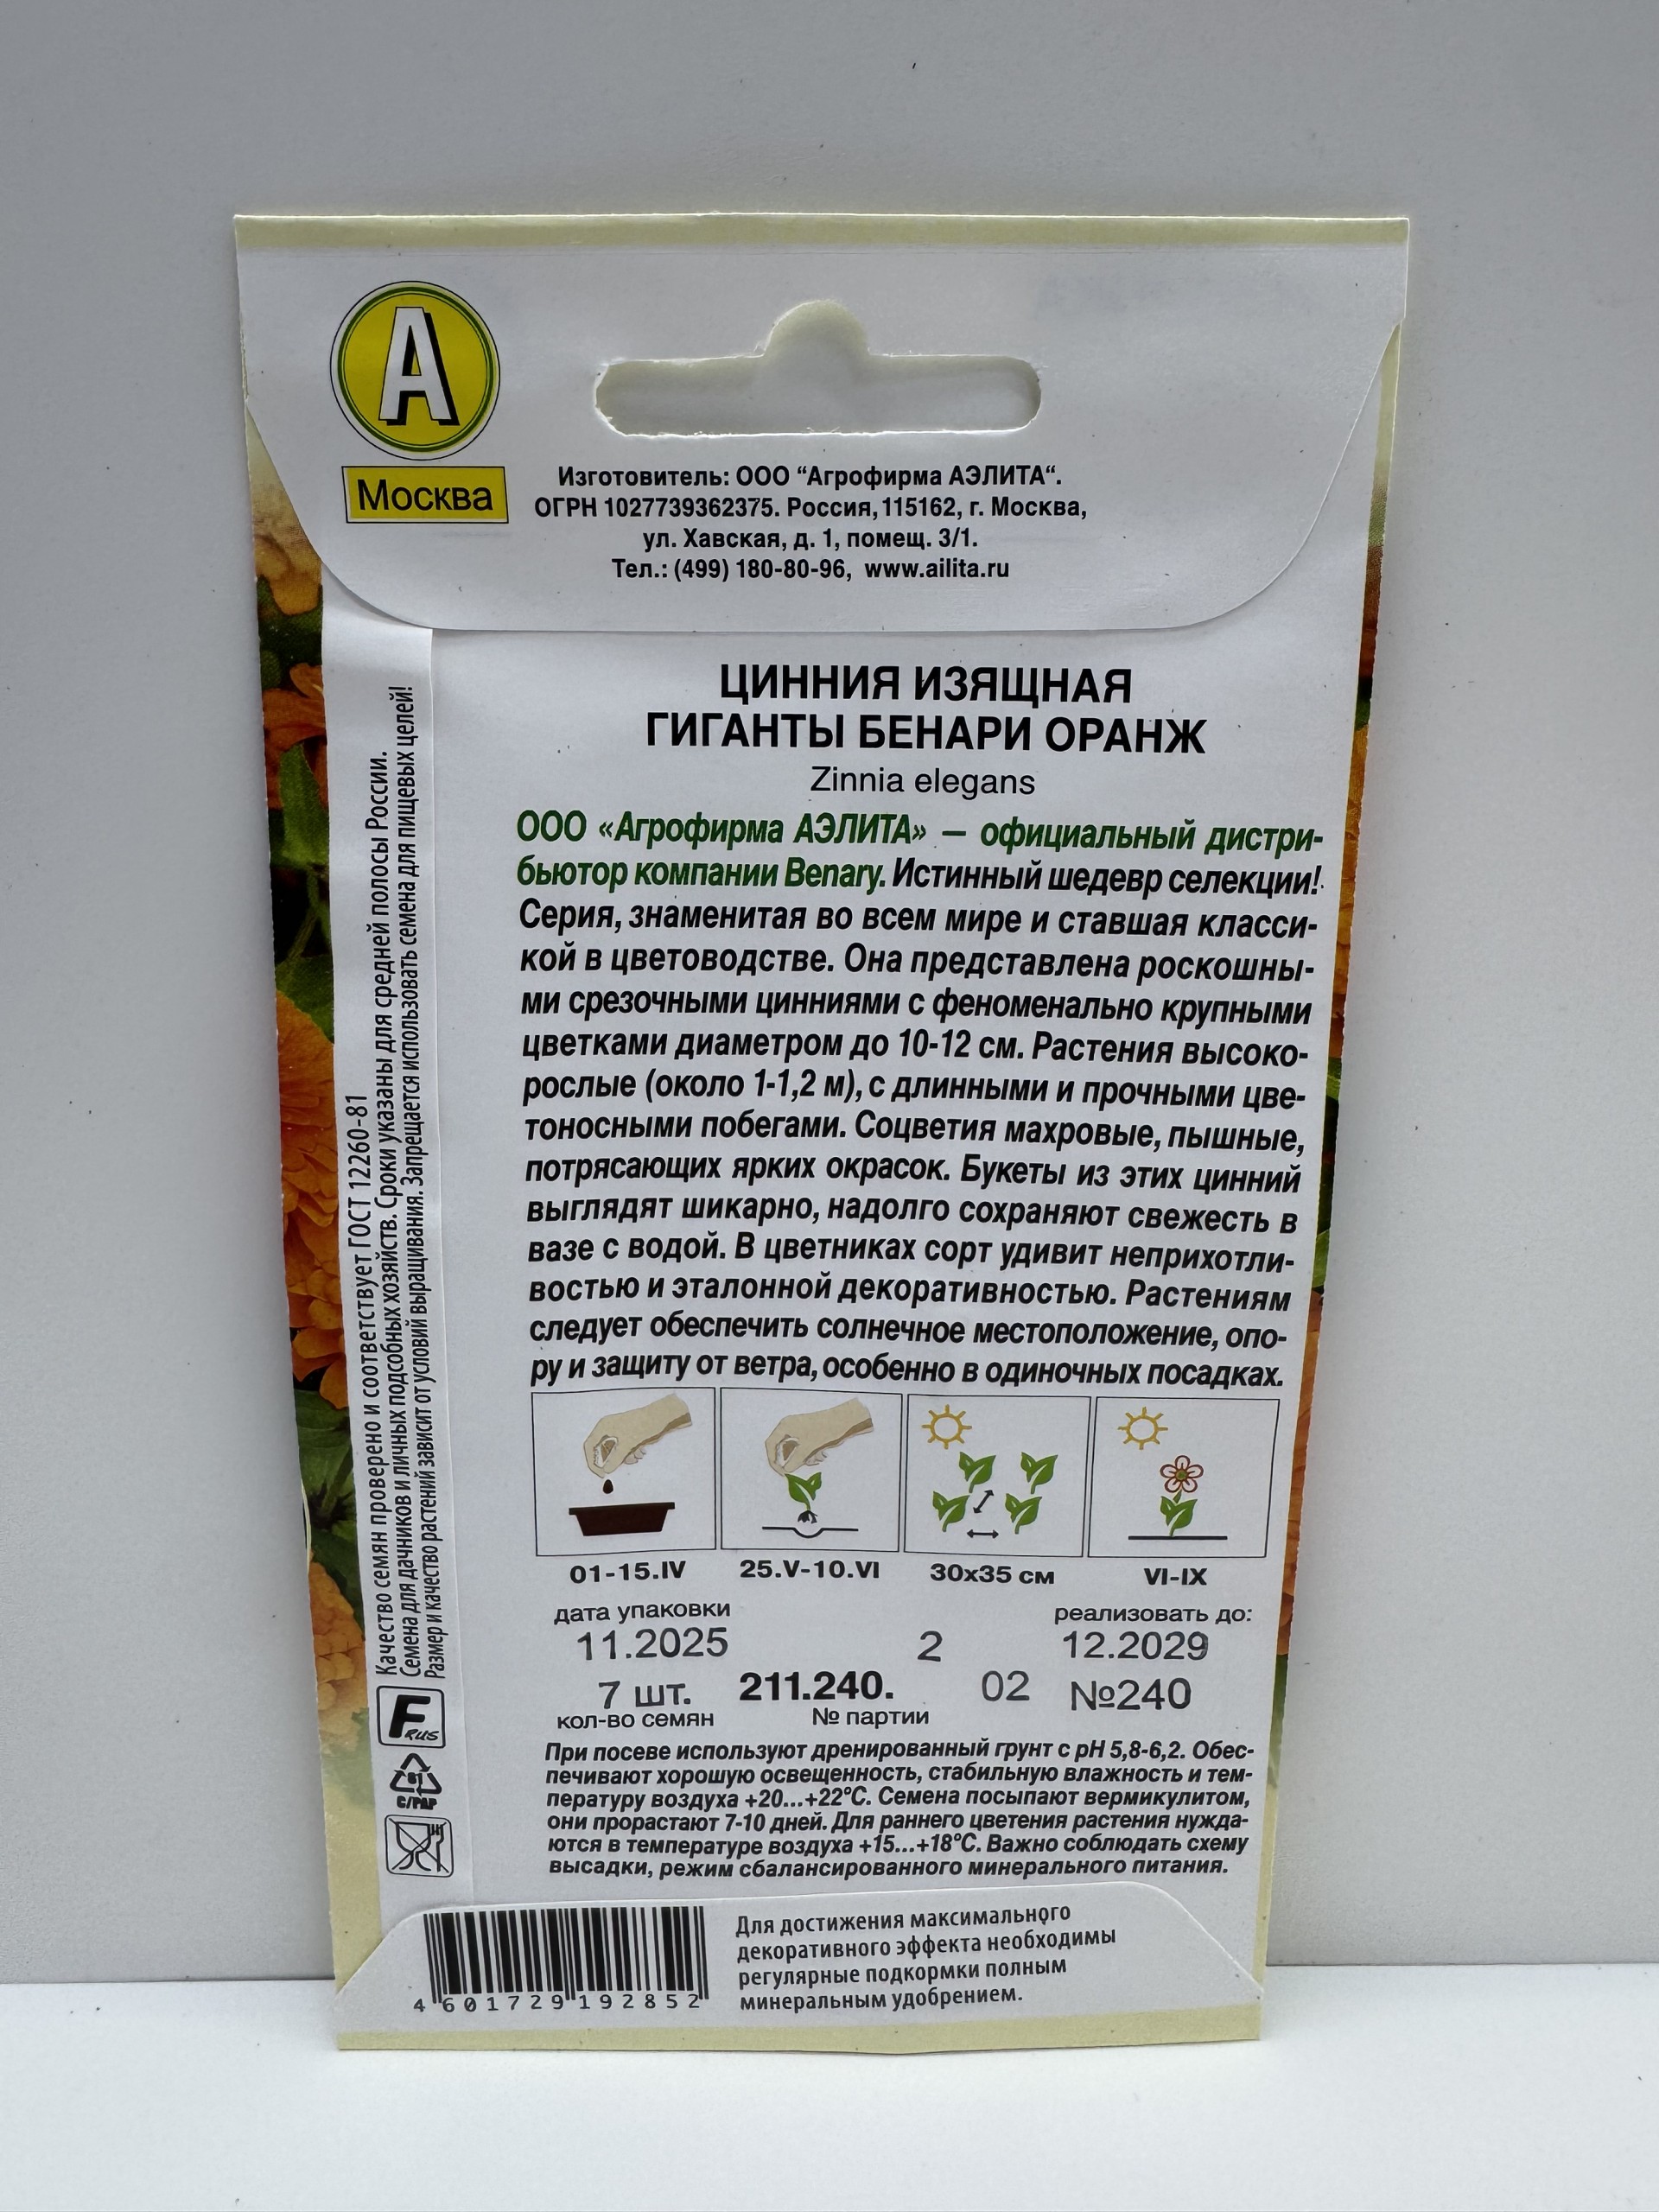 А
Москва
Изготовитель: ООО “Агрофирма АЭЛИТА“.
ОГРН 1027739362375. Россия, 115162, г. Москва,
ул. Хавская, д. 1, помещ. 3/1.
Тел.: (499) 180-80-96, www.ailita.ru
ЦИННИЯ ИЗЯЩНАЯ
ГИГАНТЫ БЕНАРИ ОРАНЖ
Zinnia elegans
ООО «Агрофирма АЭЛИТА» — официальный дистри-
бьютор компании Benary. Истинный шедевр селекции!
Серия, знаменитая во всем мире и ставшая класси-
кой в цветоводстве. Она представлена роскошны-
ми срезочными цинниями с феноменально крупными
цветками диаметром до 10-12 см. Растения высоко-
рослые (около 1-1,2 м), с длинными и прочными цве-
тоносными побегами. Соцветия махровые, пышные,
потрясающих ярких окрасок. Букеты из этих цинний
выглядят шикарно, надолго сохраняют свежесть в
вазе с водой. В цветниках сорт удивит неприхотли-
востью и эталонной декоративностью. Растениям
следует обеспечить солнечное местоположение, опо-
ру и защиту от ветра, особенно в одиночных посадках.
01-15.IV 25.V-10.VI 30х35 см VI-IX
дата упаковки реализовать до:
11.2025 2 12.2029
7 шт. 211.240. 02 №240
кол-во семян № партии
При посеве используют дренированный грунт с pH 5,8-6,2. Обес-
печивают хорошую освещенность, стабильную влажность и тем-
пературу воздуха +20...+22°С. Семена посыпают вермикулитом,
они прорастают 7-10 дней. Для раннего цветения растения нужда-
ются в температуре воздуха +15...+18°С. Важно соблюдать схему
высадки, режим сбалансированного минерального питания.
Качество семян проверено и соответствует ГОСТ 12260-81
Семена для дачников и личных подсобных хозяйств. Сроки указаны для средней полосы России.
Размер и качество растений зависит от условий выращивания. Запрещается использовать семена для пищевых целей!
F RUS
81
C/PAP
4 601729 192852
Для достижения максимального
декоративного эффекта необходимы
регулярные подкормки полным
минеральным удобрением.